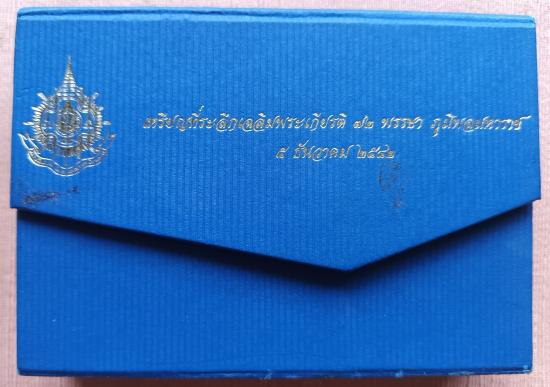 เหรียญที่ระลึกเฉลิมพระเกียรติ ๗๒ พรรษา ภูมิพลมหาราช
๕ ธันวาคม ๒๕๔๒